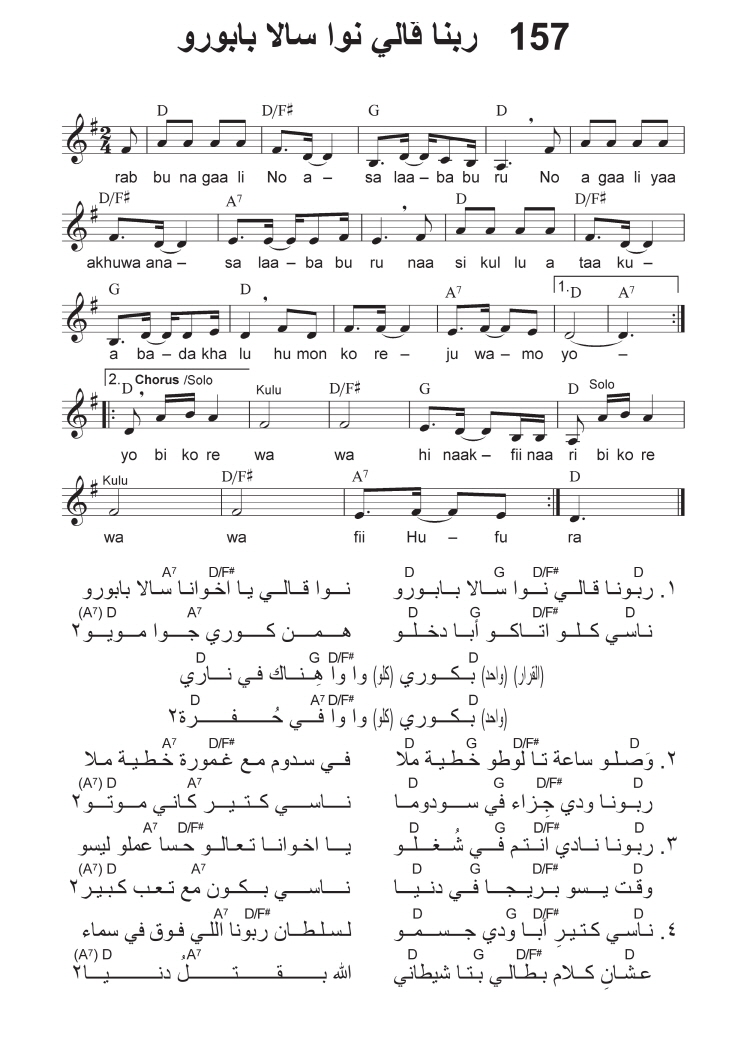 157 ربنا ڨالي نوا سالا بابورو
D D/F# G D
2 4
rab bu na gaa li No a – sa laa – ba bu ru No a gaa li yaa
D/F# A7 D D/F#
akhuwa ana – sa laa – ba bu ru naa si kul lu a taa ku –
G D A7 1. D A7
a ba – da kha lu hu mon ko re – ju wa – mo yo –
2. D Chorus /Solo Kulu D/F# G D Solo
yo bi ko re wa wa hi naak – fii naa ri bi ko re
Kulu D/F# A7 D
wa wa fii Hu – fu ra
D G D/F# D A7 D/F#
١. ربونا قالي نوا سالا بابورو نوا قالي يا اخوانا سالا بابورو
D G D/F# D (A7) D A7
ناسي كلو اتاكو أبا دخلو همن كوري جوا مويو٢
D G D/F# D
(القرار) (واحد) بكوري (كلو) وا وا هِناك في ناري
D A7 D/F# D
(واحد) بكوري (كلو) وا وا في حُفرة٢
D G D/F# D A7 D/F#
٢. وَصلو ساعة تا لوطو خطية ملا في سدوم مع غمورة خطية ملا
D G D/F# D (A7) D A7
ربونا ودي جِزاء في سودوما ناسي كتير كاني موتو٢
D G D/F# D A7 D/F#
٣. ربونا نادي انتم في شُغلو يا اخوانا تعالو حسا عملو ليسو
D G D/F# D (A7) D A7
وقت يسو بريجا في دنيا ناسي بكون مع تعب كبير٢
D G D/F# D A7 D/F#
٤. ناسي كتيرِ أبا ودي جسمو لسلطان ربونا اللي فوق في سماء
D G D/F# D (A7) D A7
عشانِ كلام بطالي بتا شيطاني الله بقتلُ دنيا٢